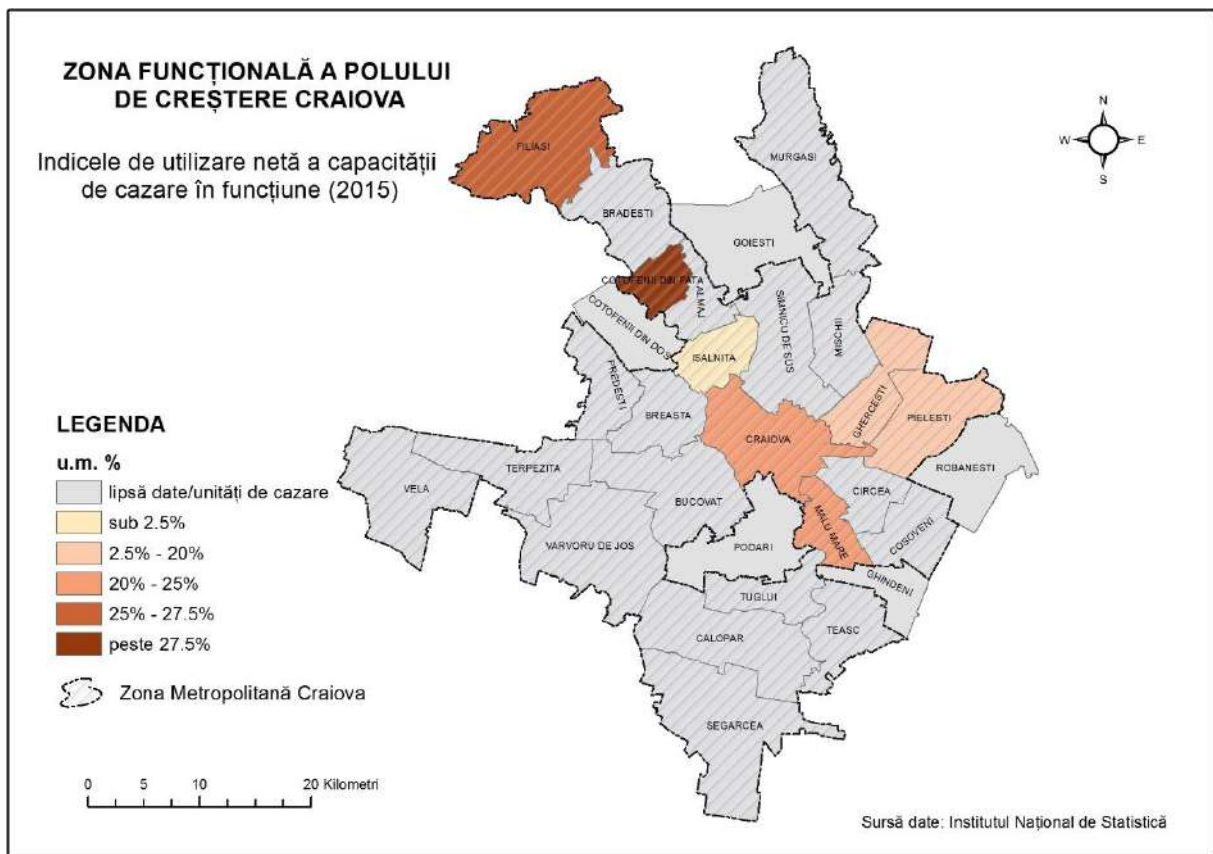 ZONA FUNCȚIONALĂ A POLULUI
DE CREȘTERE CRAIOVA
Indicele de utilizare netă a capacității
de cazare în funcțiune (2015)
N
W
E
S
FILIASI
MURGASI
BRADESTI
GOIESTI
COTOFENII DIN FATA
ALMAJ
COTOFENII DIN DOS
SIMNICU DE SUS
MISCHII
ISALNITA
PREDESTI
BREASTA
GHERCESTI
PIELESTI
CRAIOVA
ROBANESTI
TERPEZITA
VELA
BUCOVAT
CIRCEA
COSOVENI
MALU MARE
VARVORU DE JOS
PODARI
GHINDENI
TUGLUI
TEASC
CALOPAR
SEGARCEA
LEGENDA
u.m. %
lipsă date/unități de cazare
sub 2.5%
2.5% - 20%
20% - 25%
25% - 27.5%
peste 27.5%
Zona Metropolitană Craiova
0 5 10 20 Kilometri
Sursă date: Institutul Național de Statistică